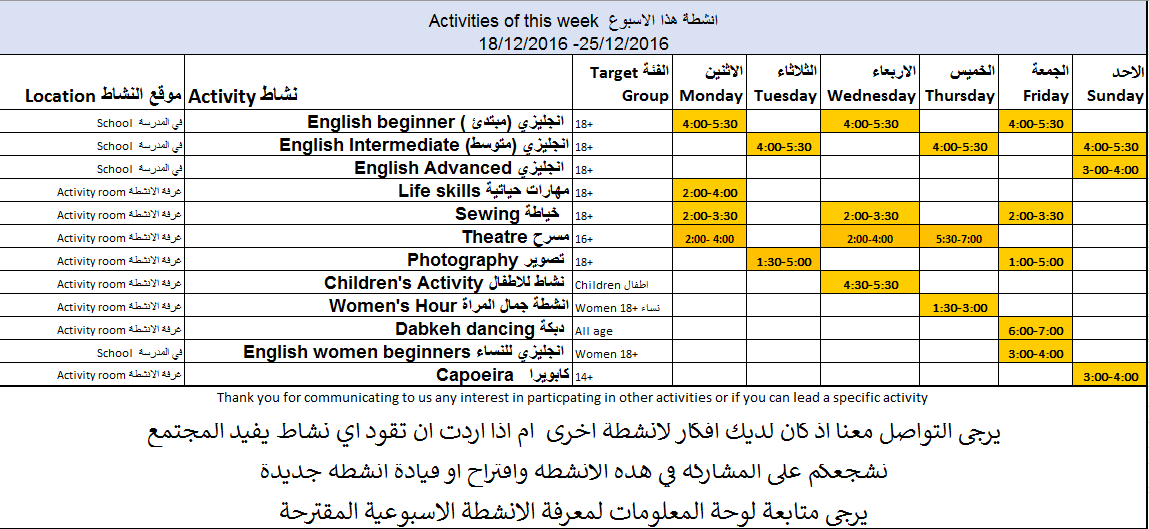 Activities of this week انشطة هذا الاسبوع
18/12/2016 -25/12/2016
موقع النشاط Location نشاط Activity الفئة Target Group الاثنين Monday الثلاثاء Tuesday الاربعاء Wednesday الخميس Thursday الجمعة Friday الاحد Sunday
في المدرسة School انجليزي (مبتدئ ) English beginner 18+ 4:00-5:30 4:00-5:30 4:00-5:30
في المدرسة School انجليزي (متوسط) English Intermediate 18+ 4:00-5:30 4:00-5:30 4:00-5:30
في المدرسة School انجليزي English Advanced 18+ 3-00-4:00
غرفة الانشطة Activity room مهارات حياتية Life skills 18+ 2:00-4:00
غرفة الانشطة Activity room خياطة Sewing 18+ 2:00-3:30 2:00-3:30 2:00-3:30
غرفة الانشطة Activity room مسرح Theatre 16+ 2:00- 4:00 2:00-4:00 5:30-7:00
غرفة الانشطة Activity room تصوير Photography 18+ 1:30-5:00 1:00-5:00
غرفة الانشطة Activity room نشاط للاطفال Children's Activity Children اطفال 4:30-5:30
غرفة الانشطة Activity room انشطة جمال المراة Women's Hour Women 18+ نساء 1:30-3:00
غرفة الانشطة Activity room دبكة Dabkeh dancing All age 6:00-7:00
في المدرسة School انجليزي للنساء English women beginners Women 18+ 3:00-4:00
غرفة الانشطة Activity room كابويرا Capoeira 14+ 3:00-4:00
Thank you for communicating to us any interest in particpating in other activities or if you can lead a specific activity
يرجى التواصل معنا اذ كان لديك افكار لانشطة اخرى ام اذا اردت ان تقود اي نشاط يفيد المجتمع
نشجعكم على المشاركه في هده الانشطه واقتراح او قيادة انشطه جديدة
يرجى متابعة لوحة المعلومات لمعرفة الانشطة الاسبوعية المقترحة